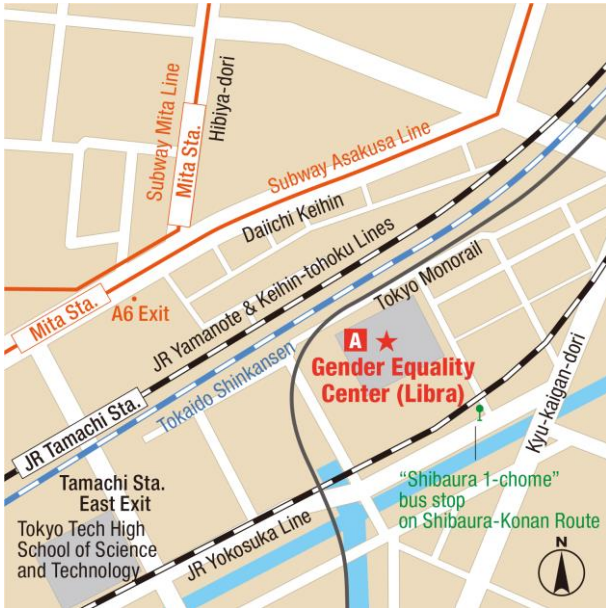 Subway Mita Line
Mita Sta.
Hibiya-dori
Subway Asakusa Line
Daiichi Keihin
Mita Sta.
A6 Exit
JR Yamanote & Keihin-tohoku Lines
Tokyo Monorail
A ★
Gender Equality
Center (Libra)
Tokaido Shinkansen
JR Tamachi Sta.
Kyu-kaigan-dori
Tamachi Sta.
East Exit
Tokyo Tech High
School of Science
and Technology
JR Yokosuka Line
“Shibaura 1-chome”
bus stop
on Shibaura-Konan Route
N